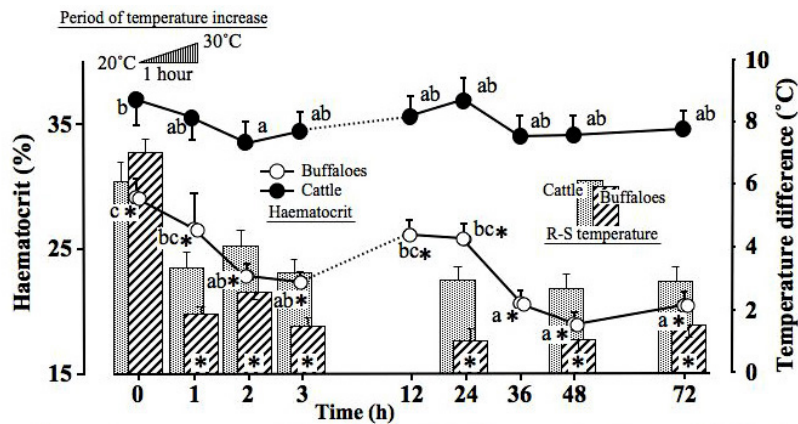 Period of temperature increase
20°C 30°C
1 hour
Haematocrit (%)
35
25
15
b ab a ab ab ab ab ab ab
Buffaloes
Cattle
Haematocrit
Cattle Buffaloes
R-S temperature
c * bc* ab* ab* bc* bc* a * a * a *
* * * * * *
10
8
6
4
2
0
Temperature difference (°C)
0 1 2 3 12 24 36 48 72
Time (h)